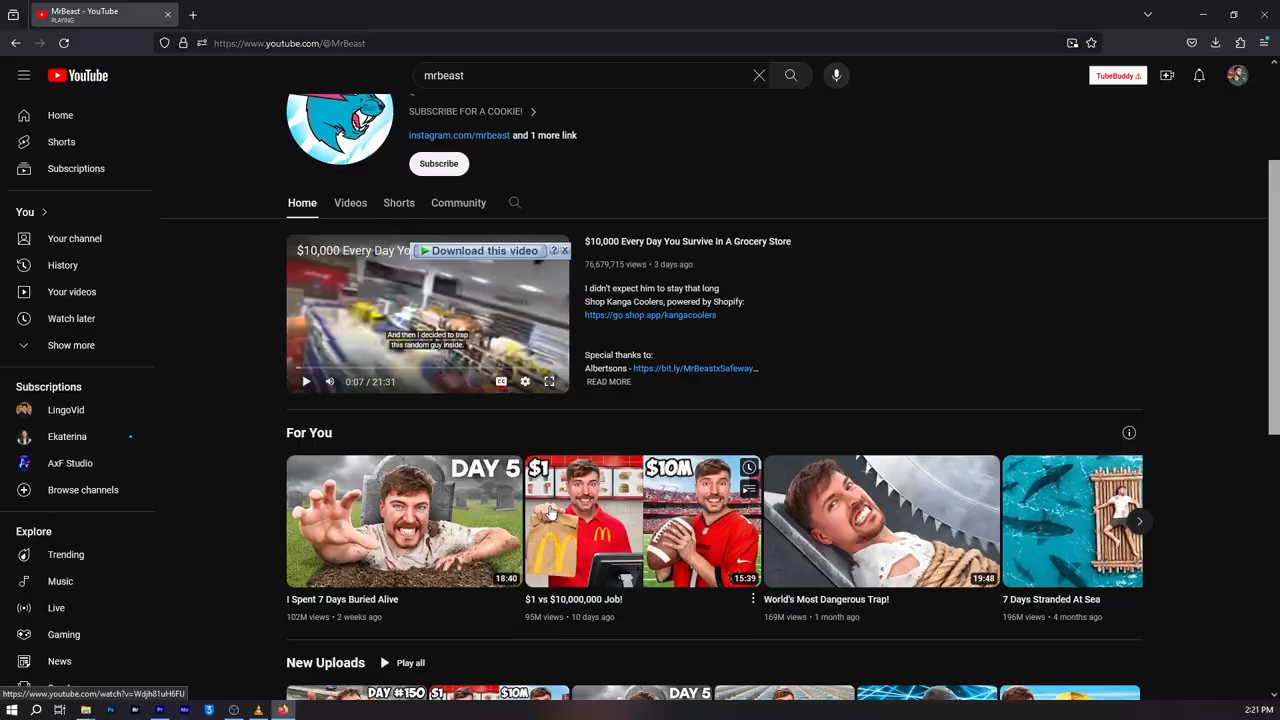 MrBeast - YouTube
PLAYING
https://www.youtube.com/@MrBeast
YouTube
mrbeast
TubeBuddy
Home
Shorts
Subscriptions
You
Your channel
History
Your videos
Watch later
Show more
Subscriptions
LingoVid
Ekaterina
AxF Studio
Browse channels
Explore
Trending
Music
Live
Gaming
News
SUBSCRIBE FOR A COOKIE!
instagram.com/mrbeast and 1 more link
Subscribe
Home Videos Shorts Community
$10,000 Every Day Yo
Download this video ? X
And then I decided to trap
this random guy inside.
0:07 / 21:31
CC
$10,000 Every Day You Survive In A Grocery Store
76,679,715 views • 3 days ago
I didn't expect him to stay that long
Shop Kanga Coolers, powered by Shopify:
https://go.shop.app/kangacoolers
Special thanks to:
Albertsons - https://bit.ly/MrBeastxSafeway...
READ MORE
For You
DAY 5
18:40
I Spent 7 Days Buried Alive
102M views • 2 weeks ago
$1
$10M
15:39
$1 vs $10,000,000 Job!
95M views • 10 days ago
19:48
World's Most Dangerous Trap!
169M views • 1 month ago
7 Days Stranded At Sea
196M views • 4 months ago
New Uploads
Play all
DAY #150
$1
$10M
DAY 5
https://www.youtube.com/watch?v=Wdjh81uH6FU
Ps
Br
Pr
Me
2:21 PM